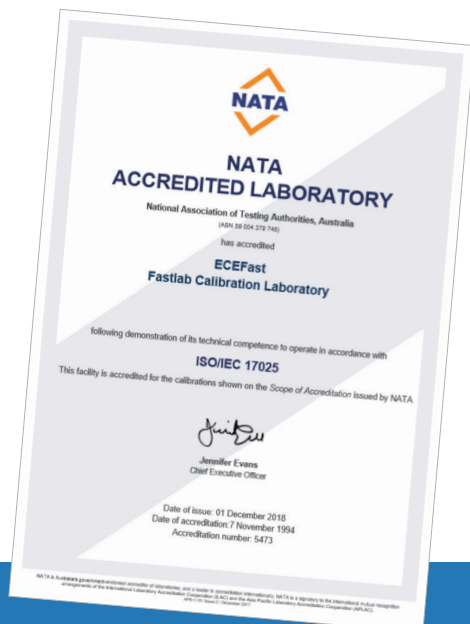 NATA
NATA
ACCREDITED LABORATORY
National Association of Testing Authorities, Australia
(ABN 59 004 379 748)
has accredited
ECEFast
Fastlab Calibration Laboratory
following demonstration of its technical competence to operate in accordance with
ISO/IEC 17025
This facility is accredited for the calibrations shown on the Scope of Accreditation issued by NATA
Jennifer Evans
Chief Executive Officer
Date of issue: 01 December 2018
Date of accreditation:7 November 1994
Accreditation number: 5473
NATA is Australia's government-endorsed accreditor of laboratories, and a leader in accreditation internationally. NATA is a signatory to the international mutual recognition
arrangements of the International Laboratory Accreditation Cooperation (ILAC) and the Asia Pacific Laboratory Accreditation Cooperation (APLAC)